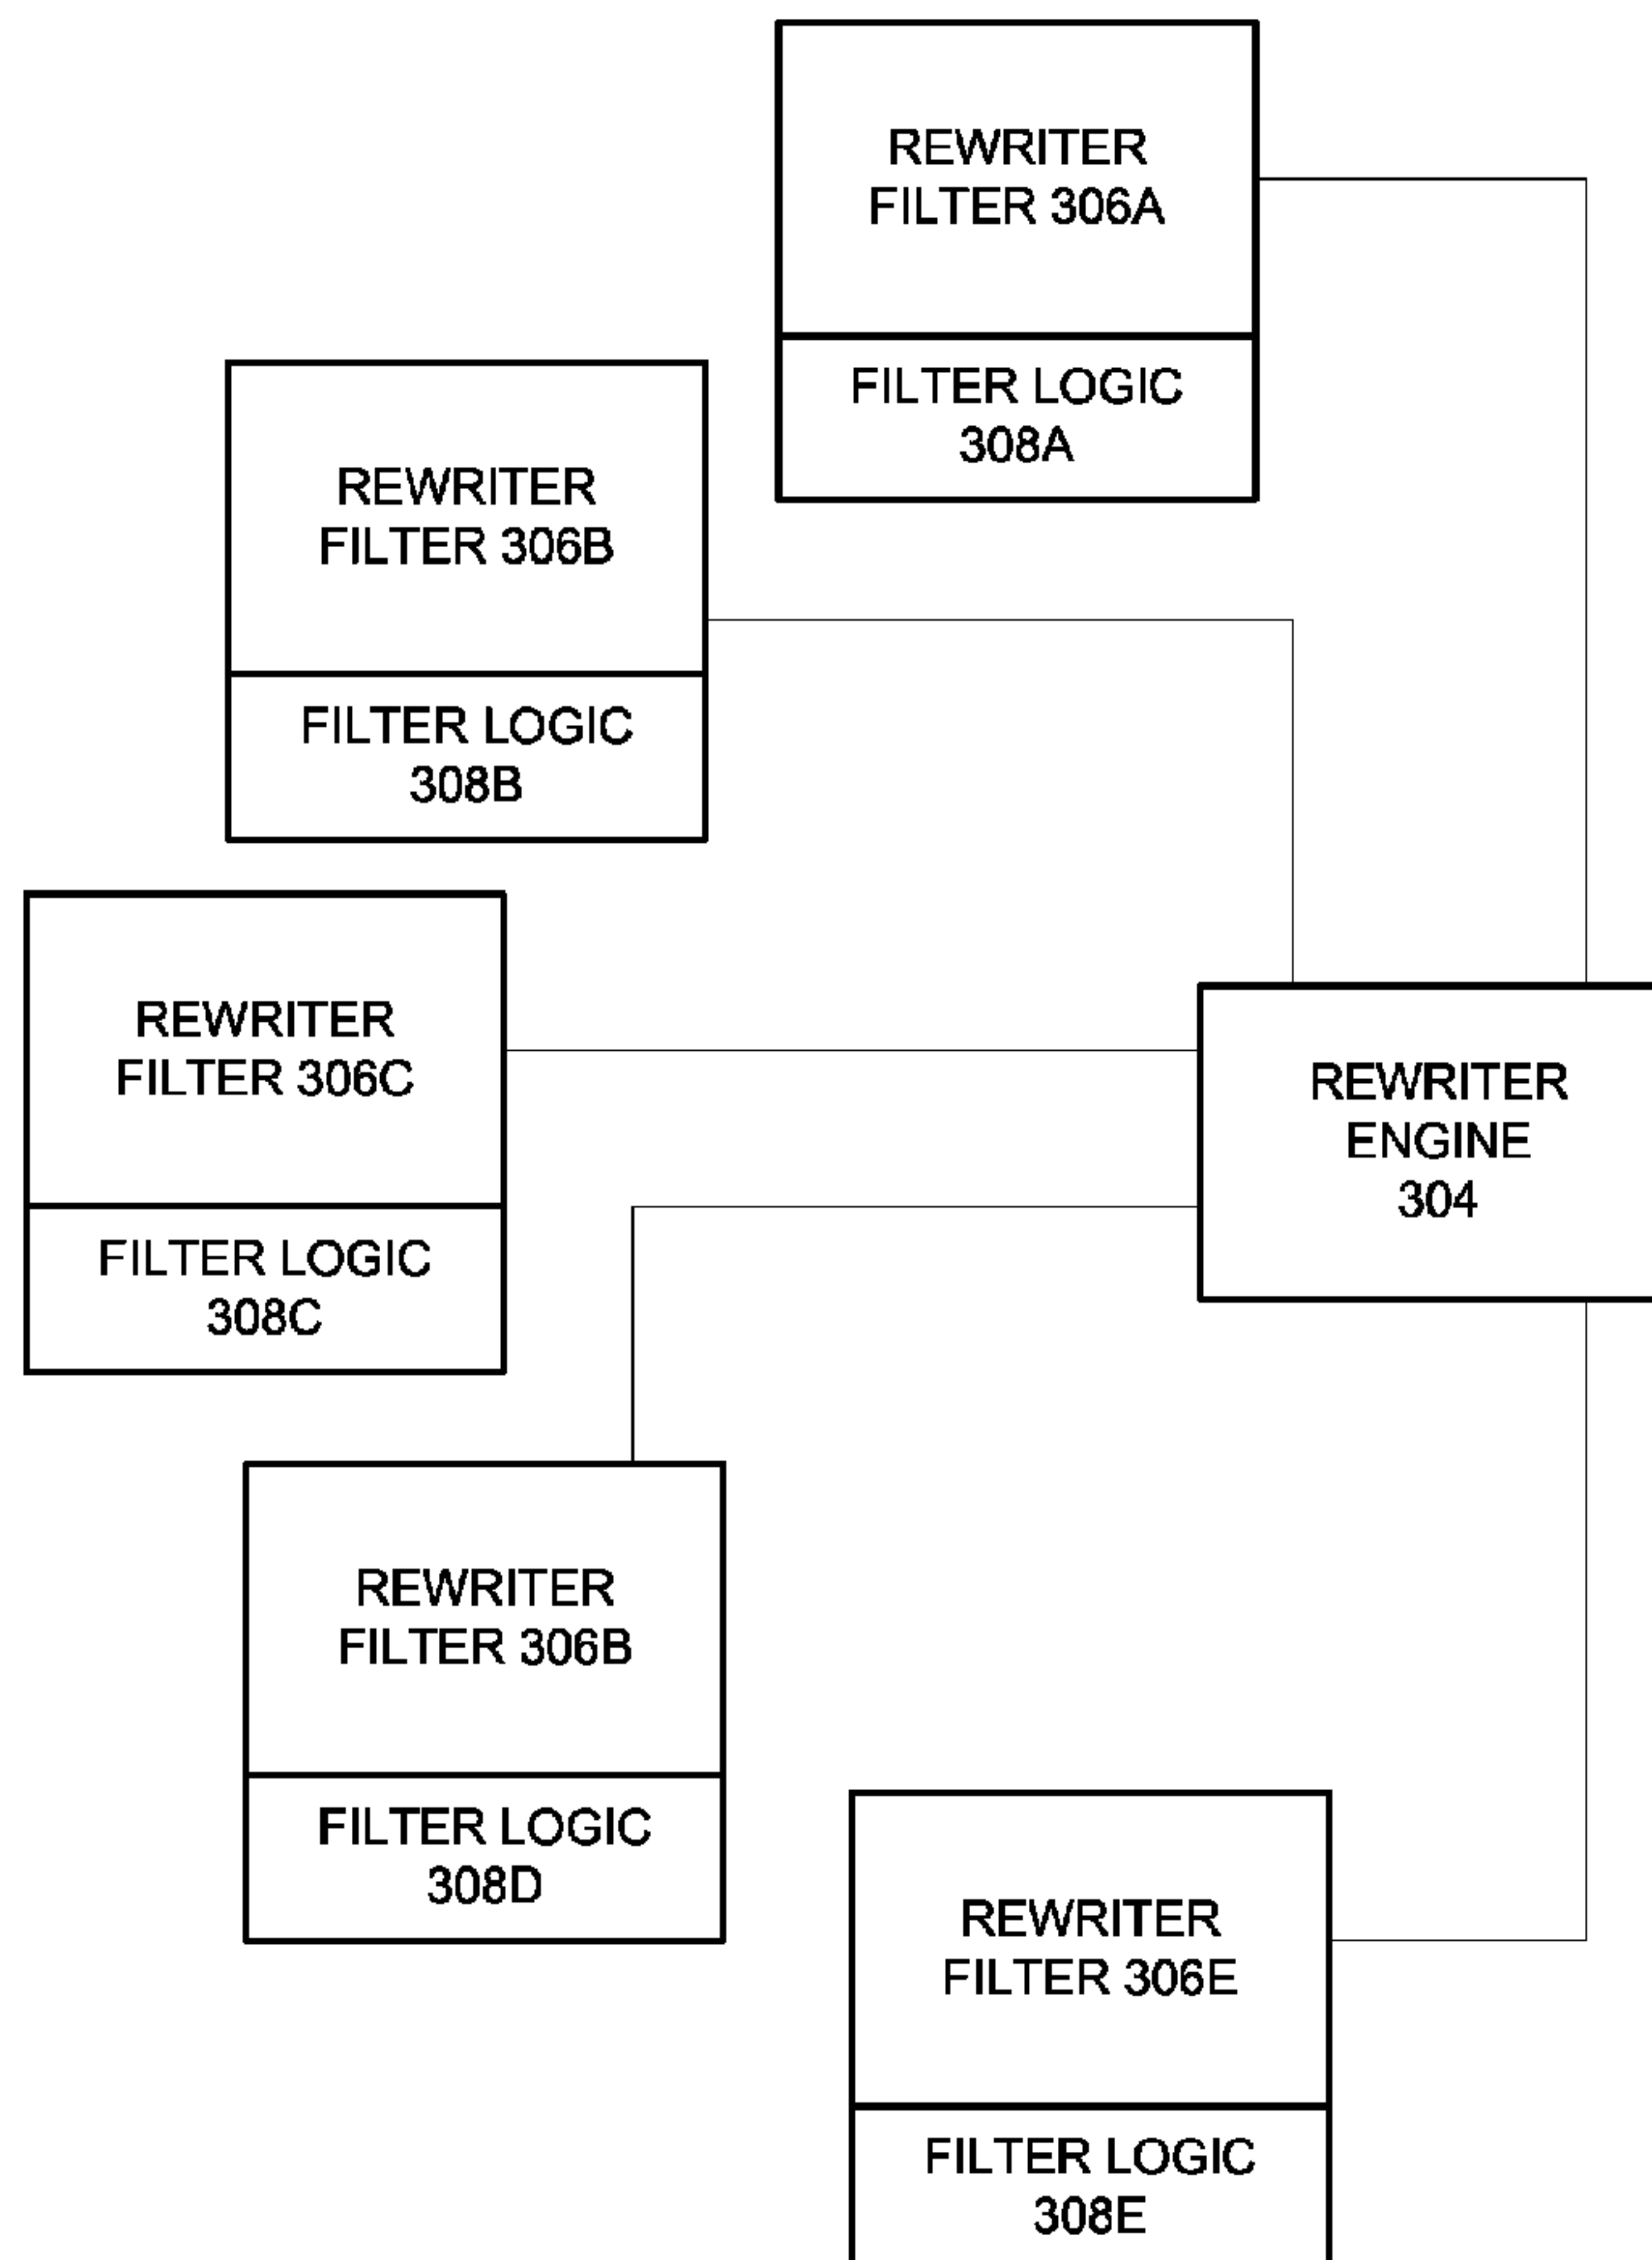 REWRITER
FILTER 306A
FILTER LOGIC
308A
REWRITER
FILTER 306B
FILTER LOGIC
308B
REWRITER
FILTER 306C
FILTER LOGIC
308C
REWRITER
ENGINE
304
REWRITER
FILTER 306B
FILTER LOGIC
308D
REWRITER
FILTER 306E
FILTER LOGIC
308E